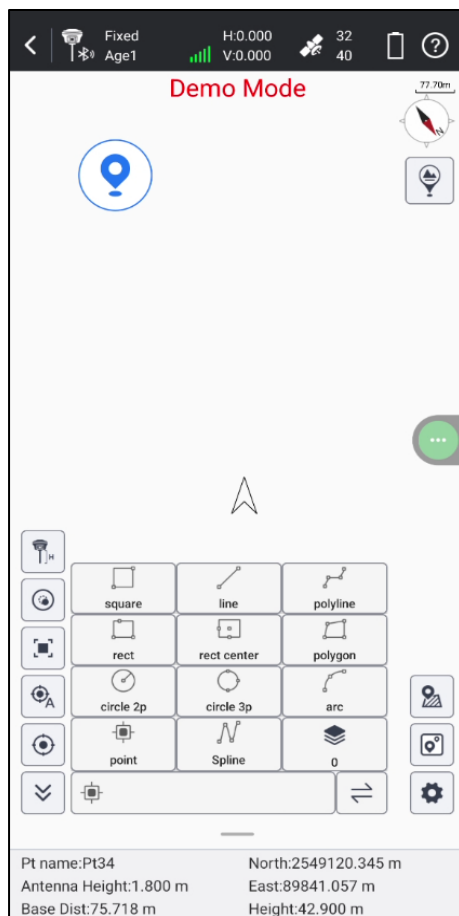 Fixed H:0.000 32
Age1 V:0.000 40
Demo Mode
77.70m
N
H
square line polyline
rect rect center polygon
A
circle 2p circle 3p arc
point Spline 0
Pt name:Pt34 North:2549120.345 m
Antenna Height:1.800 m East:89841.057 m
Base Dist:75.718 m Height:42.900 m